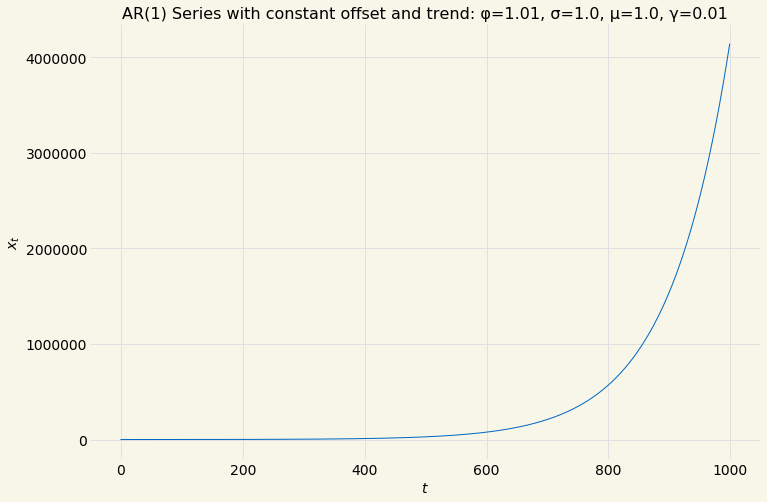 AR(1) Series with constant offset and trend: φ=1.01, σ=1.0, μ=1.0, γ=0.01
4000000
3000000
2000000
1000000
0
x_t
0 200 400 600 800 1000
t